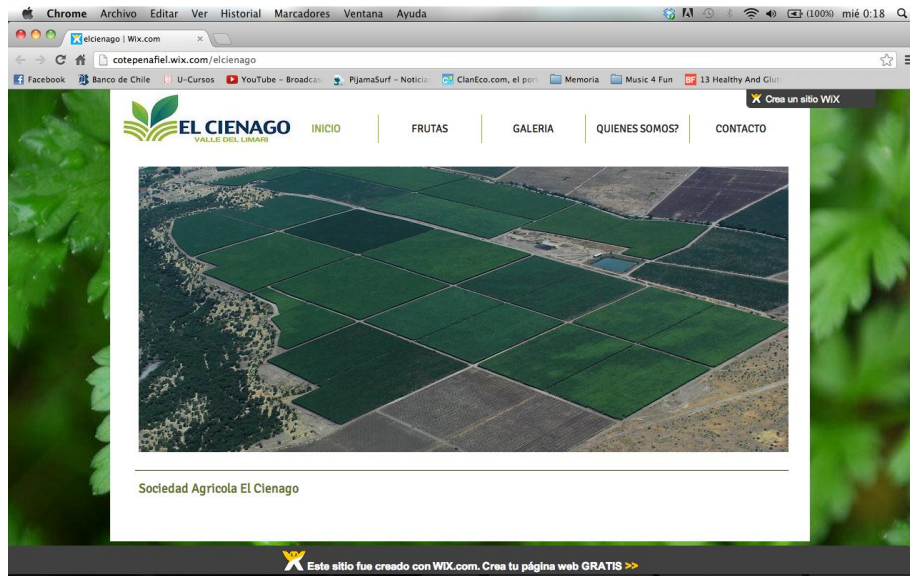 Chrome Archivo Editar Ver Historial Marcadores Ventana Ayuda (100%) mié 0:18
elcienago | Wix.com
cotepenafiel.wix.com/elcienago
Facebook Banco de Chile U-Cursos YouTube - Broadcas PijamaSurf - Noticia ClanEco.com, el port Memoria Music 4 Fun BF 13 Healthy And Glut
Crea un sitio WiX
EL CIENAGO
VALLE DEL LIMARI
INICIO FRUTAS GALERIA QUIENES SOMOS? CONTACTO
Sociedad Agricola El Cienago
Este sitio fue creado con WIX.com. Crea tu página web GRATIS >>